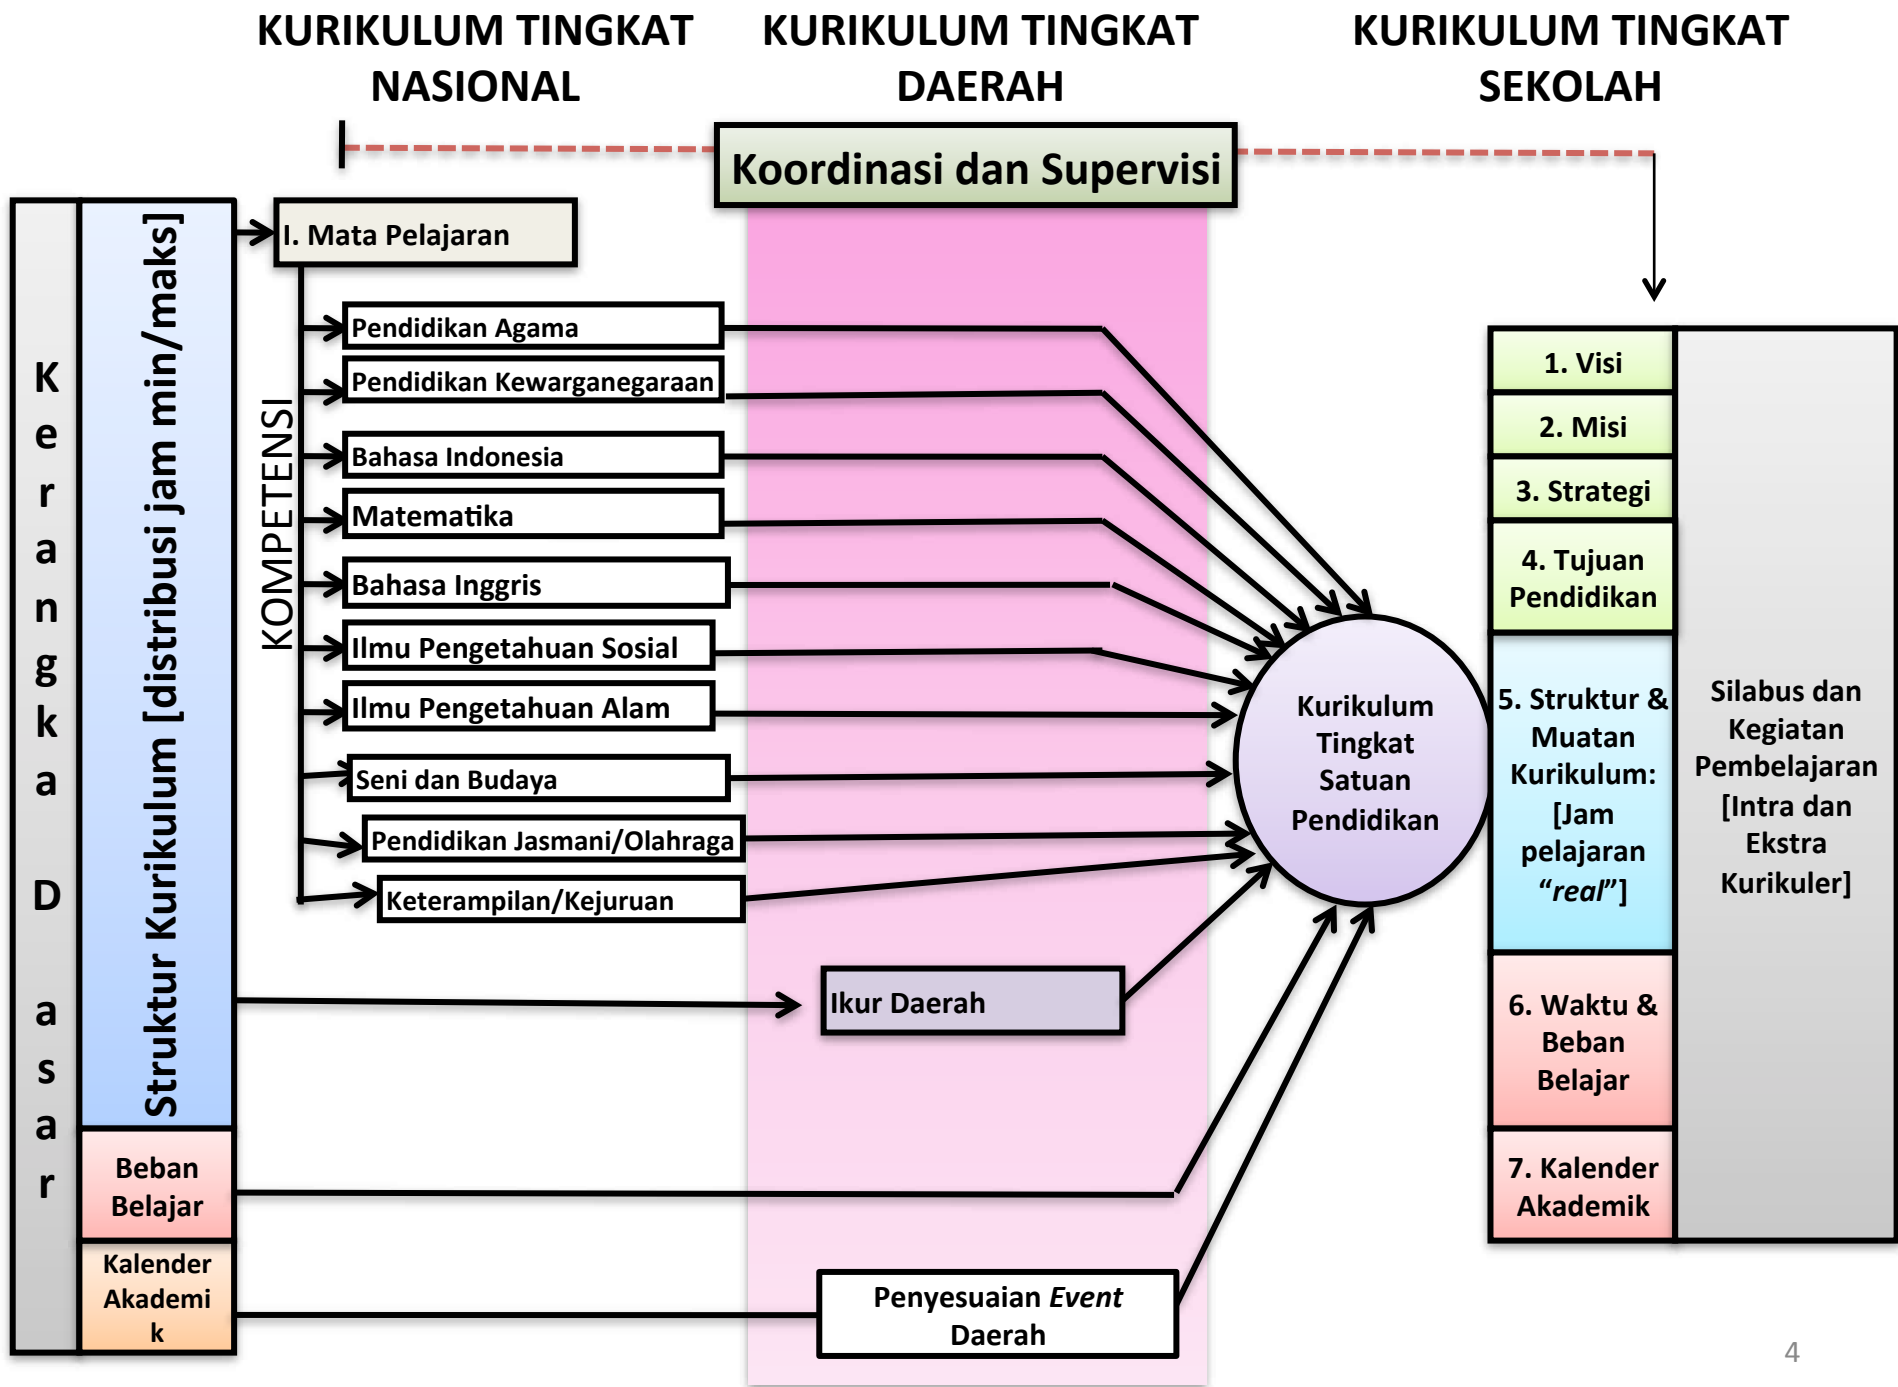 KURIKULUM TINGKAT
NASIONAL
KURIKULUM TINGKAT
DAERAH
KURIKULUM TINGKAT
SEKOLAH
Koordinasi dan Supervisi
Kerangka Dasar
Struktur Kurikulum [distribusi jam min/maks]
Beban
Belajar
Kalender
Akademi
k
I. Mata Pelajaran
KOMPETENSI
Pendidikan Agama
Pendidikan Kewarganegaraan
Bahasa Indonesia
Matematika
Bahasa Inggris
Ilmu Pengetahuan Sosial
Ilmu Pengetahuan Alam
Seni dan Budaya
Pendidikan Jasmani/Olahraga
Keterampilan/Kejuruan
Ikur Daerah
Penyesuaian Event
Daerah
Kurikulum
Tingkat
Satuan
Pendidikan
1. Visi
2. Misi
3. Strategi
4. Tujuan
Pendidikan
5. Struktur &
Muatan
Kurikulum:
[Jam
pelajaran
“real”]
6. Waktu &
Beban
Belajar
7. Kalender
Akademik
Silabus dan
Kegiatan
Pembelajaran
[Intra dan
Ekstra
Kurikuler]
4